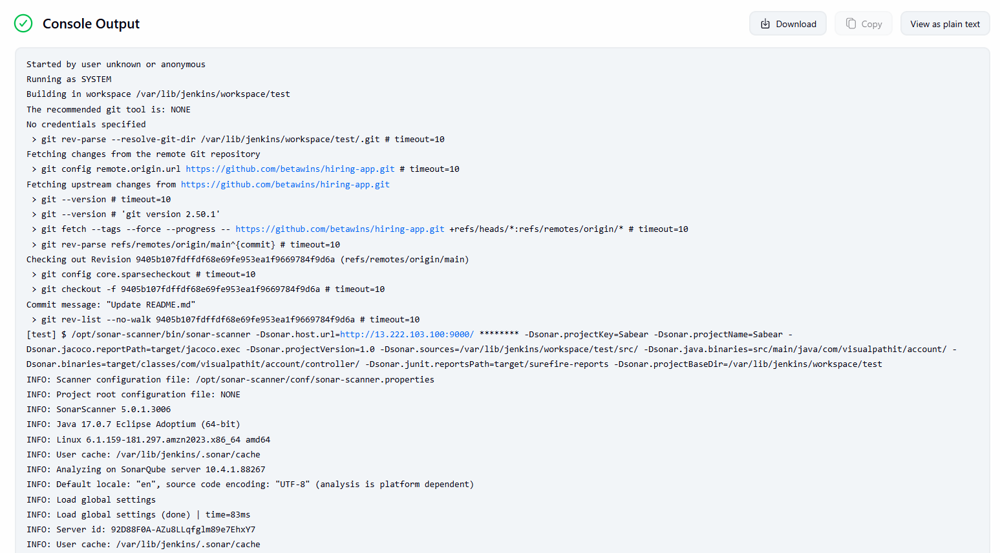 Console Output
Download
Copy
View as plain text
Started by user unknown or anonymous
Running as SYSTEM
Building in workspace /var/lib/jenkins/workspace/test
The recommended git tool is: NONE
No credentials specified
> git rev-parse --resolve-git-dir /var/lib/jenkins/workspace/test/.git # timeout=10
Fetching changes from the remote Git repository
> git config remote.origin.url https://github.com/betawins/hiring-app.git # timeout=10
Fetching upstream changes from https://github.com/betawins/hiring-app.git
> git --version # timeout=10
> git --version # 'git version 2.50.1'
> git fetch --tags --force --progress -- https://github.com/betawins/hiring-app.git +refs/heads/*:refs/remotes/origin/* # timeout=10
> git rev-parse refs/remotes/origin/main^{commit} # timeout=10
Checking out Revision 9405b107fdffdf68e69fe953ea1f9669784f9d6a (refs/remotes/origin/main)
> git config core.sparsecheckout # timeout=10
> git checkout -f 9405b107fdffdf68e69fe953ea1f9669784f9d6a # timeout=10
Commit message: "Update README.md"
> git rev-list --no-walk 9405b107fdffdf68e69fe953ea1f9669784f9d6a # timeout=10
[test] $ /opt/sonar-scanner/bin/sonar-scanner -Dsonar.host.url=http://13.222.103.100:9000/ ******** -Dsonar.projectKey=Sabear -Dsonar.projectName=Sabear -
Dsonar.jacoco.reportPath=target/jacoco.exec -Dsonar.projectVersion=1.0 -Dsonar.sources=/var/lib/jenkins/workspace/test/src/ -Dsonar.java.binaries=src/main/java/com/visualpathit/account/ -
Dsonar.binaries=target/classes/com/visualpathit/account/controller/ -Dsonar.junit.reportsPath=target/surefire-reports -Dsonar.projectBaseDir=/var/lib/jenkins/workspace/test
INFO: Scanner configuration file: /opt/sonar-scanner/conf/sonar-scanner.properties
INFO: Project root configuration file: NONE
INFO: SonarScanner 5.0.1.3006
INFO: Java 17.0.7 Eclipse Adoptium (64-bit)
INFO: Linux 6.1.159-181.297.amzn2023.x86_64 amd64
INFO: User cache: /var/lib/jenkins/.sonar/cache
INFO: Analyzing on SonarQube server 10.4.1.88267
INFO: Default locale: "en", source code encoding: "UTF-8" (analysis is platform dependent)
INFO: Load global settings
INFO: Load global settings (done) | time=83ms
INFO: Server id: 92D88F0A-AZu8LLqfglm89e7EhxY7
INFO: User cache: /var/lib/jenkins/.sonar/cache